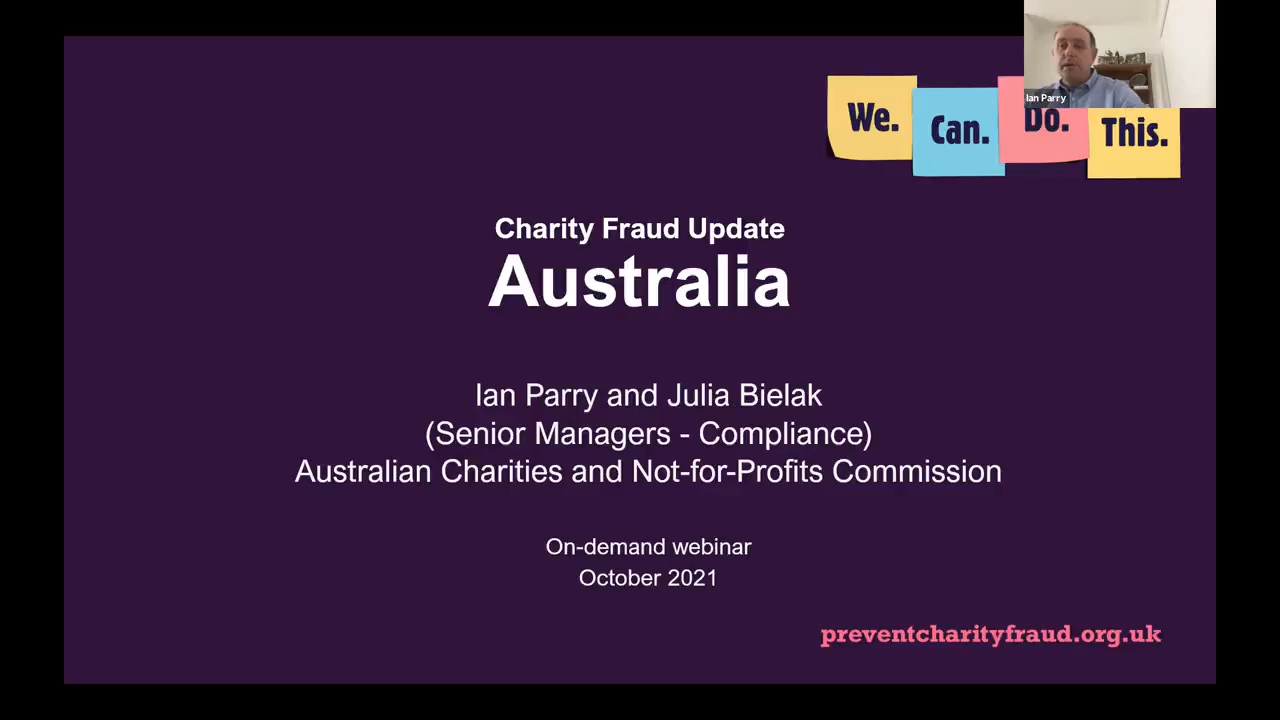 We.
Can.
Do.
This.
Ian Parry
Charity Fraud Update
Australia
Ian Parry and Julia Bielak
(Senior Managers - Compliance)
Australian Charities and Not-for-Profits Commission
On-demand webinar
October 2021
preventcharityfraud.org.uk